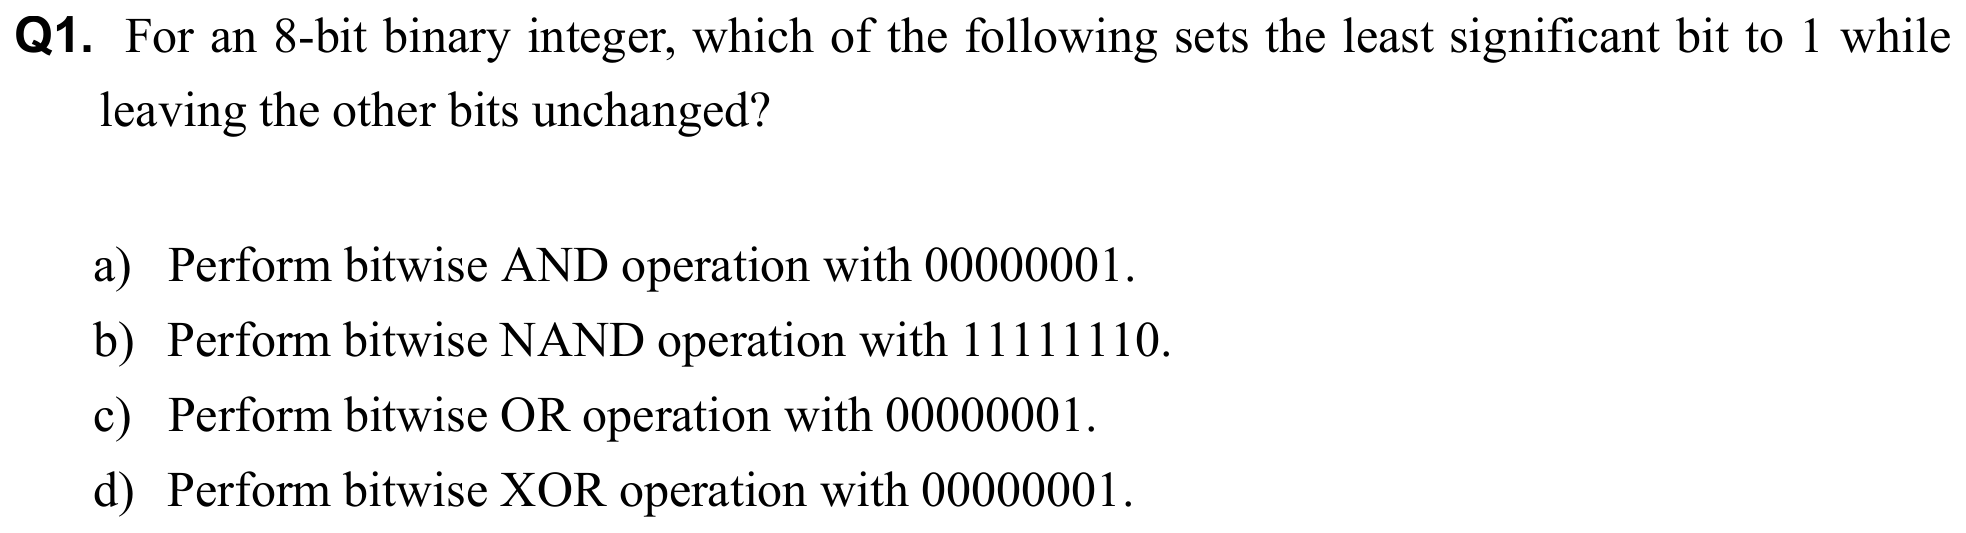 Q1. For an 8-bit binary integer, which of the following sets the least significant bit to 1 while
leaving the other bits unchanged?
a) Perform bitwise AND operation with 00000001.
b) Perform bitwise NAND operation with 11111110.
c) Perform bitwise OR operation with 00000001.
d) Perform bitwise XOR operation with 00000001.